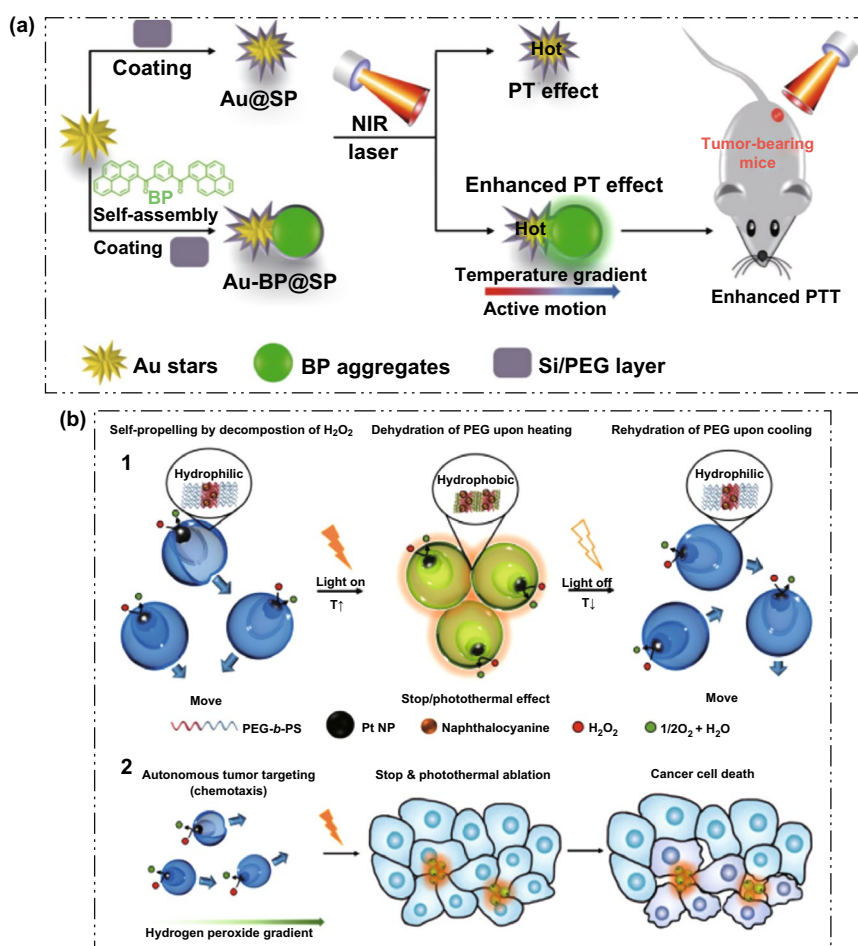 (a)
Coating
Au@SP
BP
Self-assembly
Coating
Au-BP@SP
NIR
laser
Hot
PT effect
Enhanced PT effect
Hot
Temperature gradient
Active motion
Tumor-bearing
mice
Enhanced PTT
Au stars
BP aggregates
Si/PEG layer
(b)
Self-propelling by decompostion of H₂O₂
Dehydration of PEG upon heating
Rehydration of PEG upon cooling
1
Hydrophilic
Hydrophobic
Hydrophilic
Light on
T↑
Light off
T↓
Move
Stop/photothermal effect
Move
PEG-b-PS
Pt NP
Naphthalocyanine
H₂O₂
1/2O₂ + H₂O
2
Autonomous tumor targeting
(chemotaxis)
Stop & photothermal ablation
Cancer cell death
Hydrogen peroxide gradient